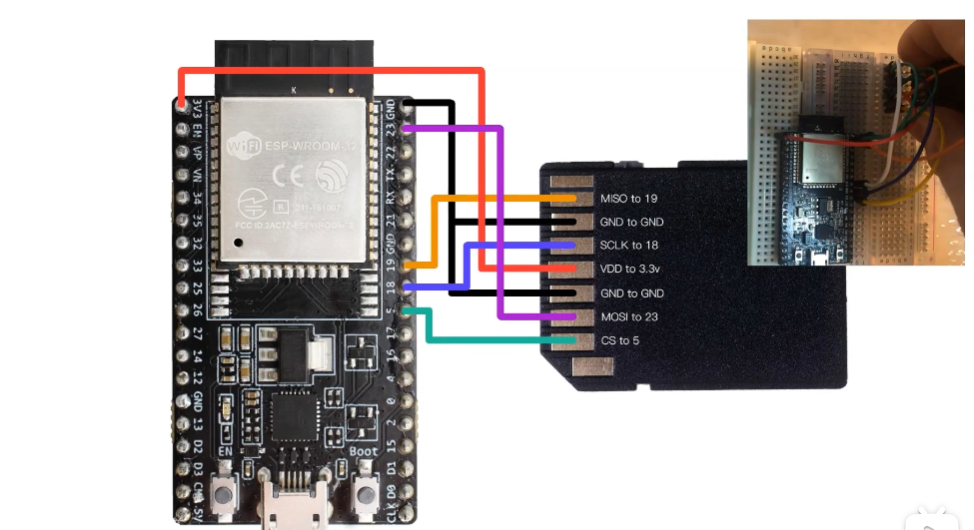 K
WiFi ESP-WROOM-32
CE
R
3V3
EN
VP
VN
34
35
32
33
25
26
27
14
12
GND
13
D2
D3
5V
GND
23
22
TX
RX
21
GND
19
18
5
17
16
4
0
2
15
D1
D0
CLK
EN
Boot
MISO to 19
GND to GND
SCLK to 18
VDD to 3.3v
GND to GND
MOSI to 23
CS to 5